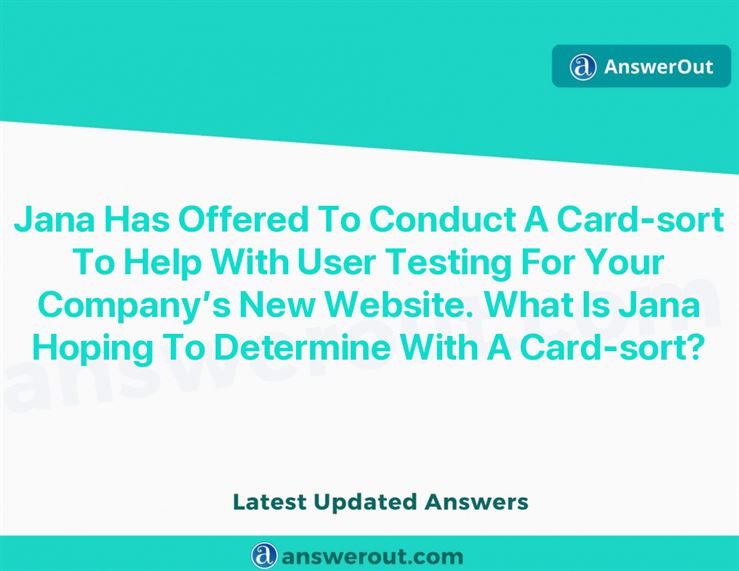 AnswerOut
Jana Has Offered To Conduct A Card-sort
To Help With User Testing For Your
Company’s New Website. What Is Jana
Hoping To Determine With A Card-sort?
answerout.com
Latest Updated Answers
answerout.com